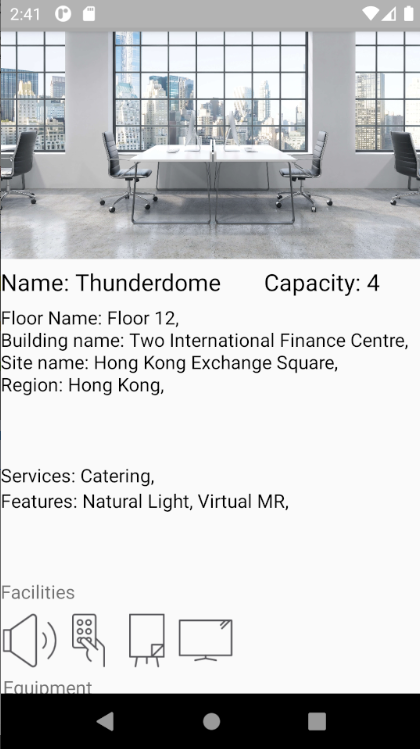 2:41
Name: Thunderdome Capacity: 4
Floor Name: Floor 12,
Building name: Two International Finance Centre,
Site name: Hong Kong Exchange Square,
Region: Hong Kong,
Services: Catering,
Features: Natural Light, Virtual MR,
Facilities
Equipment